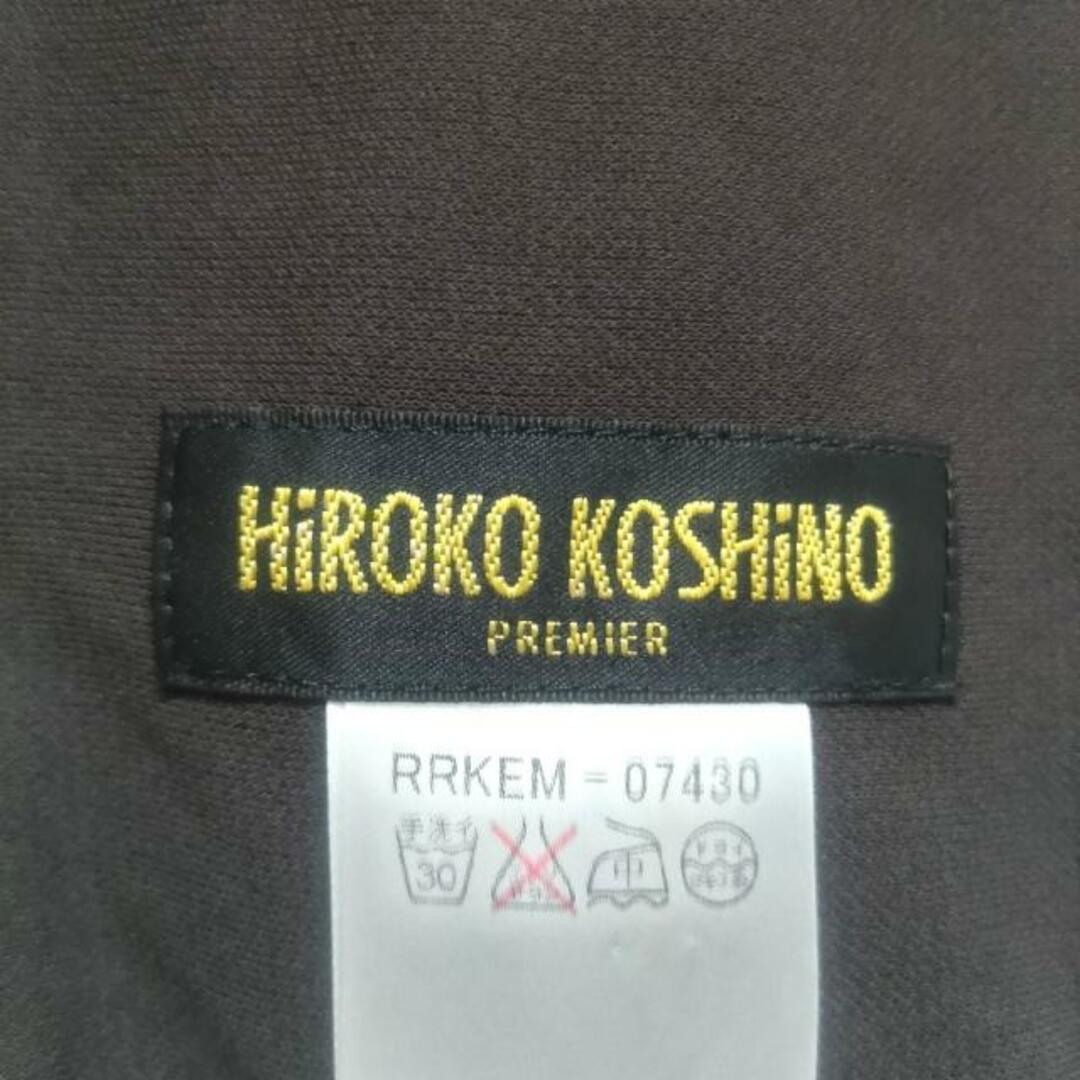 HiROKO KOSHiNO
PREMIER
RRKEM-07430
手洗イ
30
中